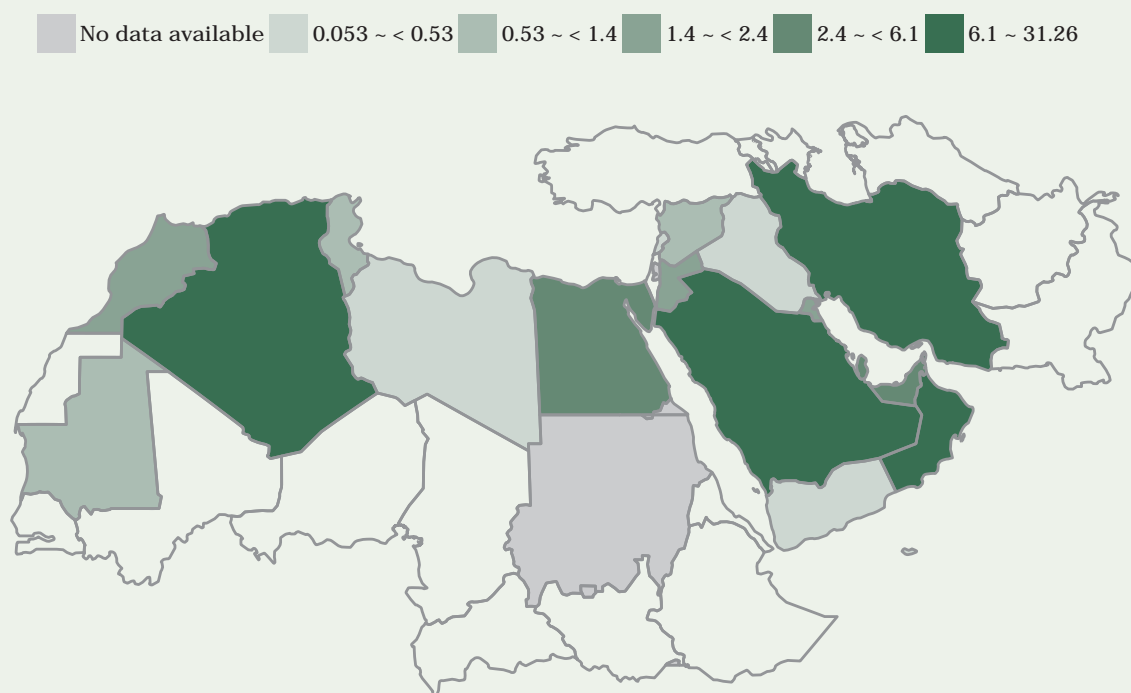 No data available 0.053 ~ < 0.53 0.53 ~ < 1.4 1.4 ~ < 2.4 2.4 ~ < 6.1 6.1 ~ 31.26